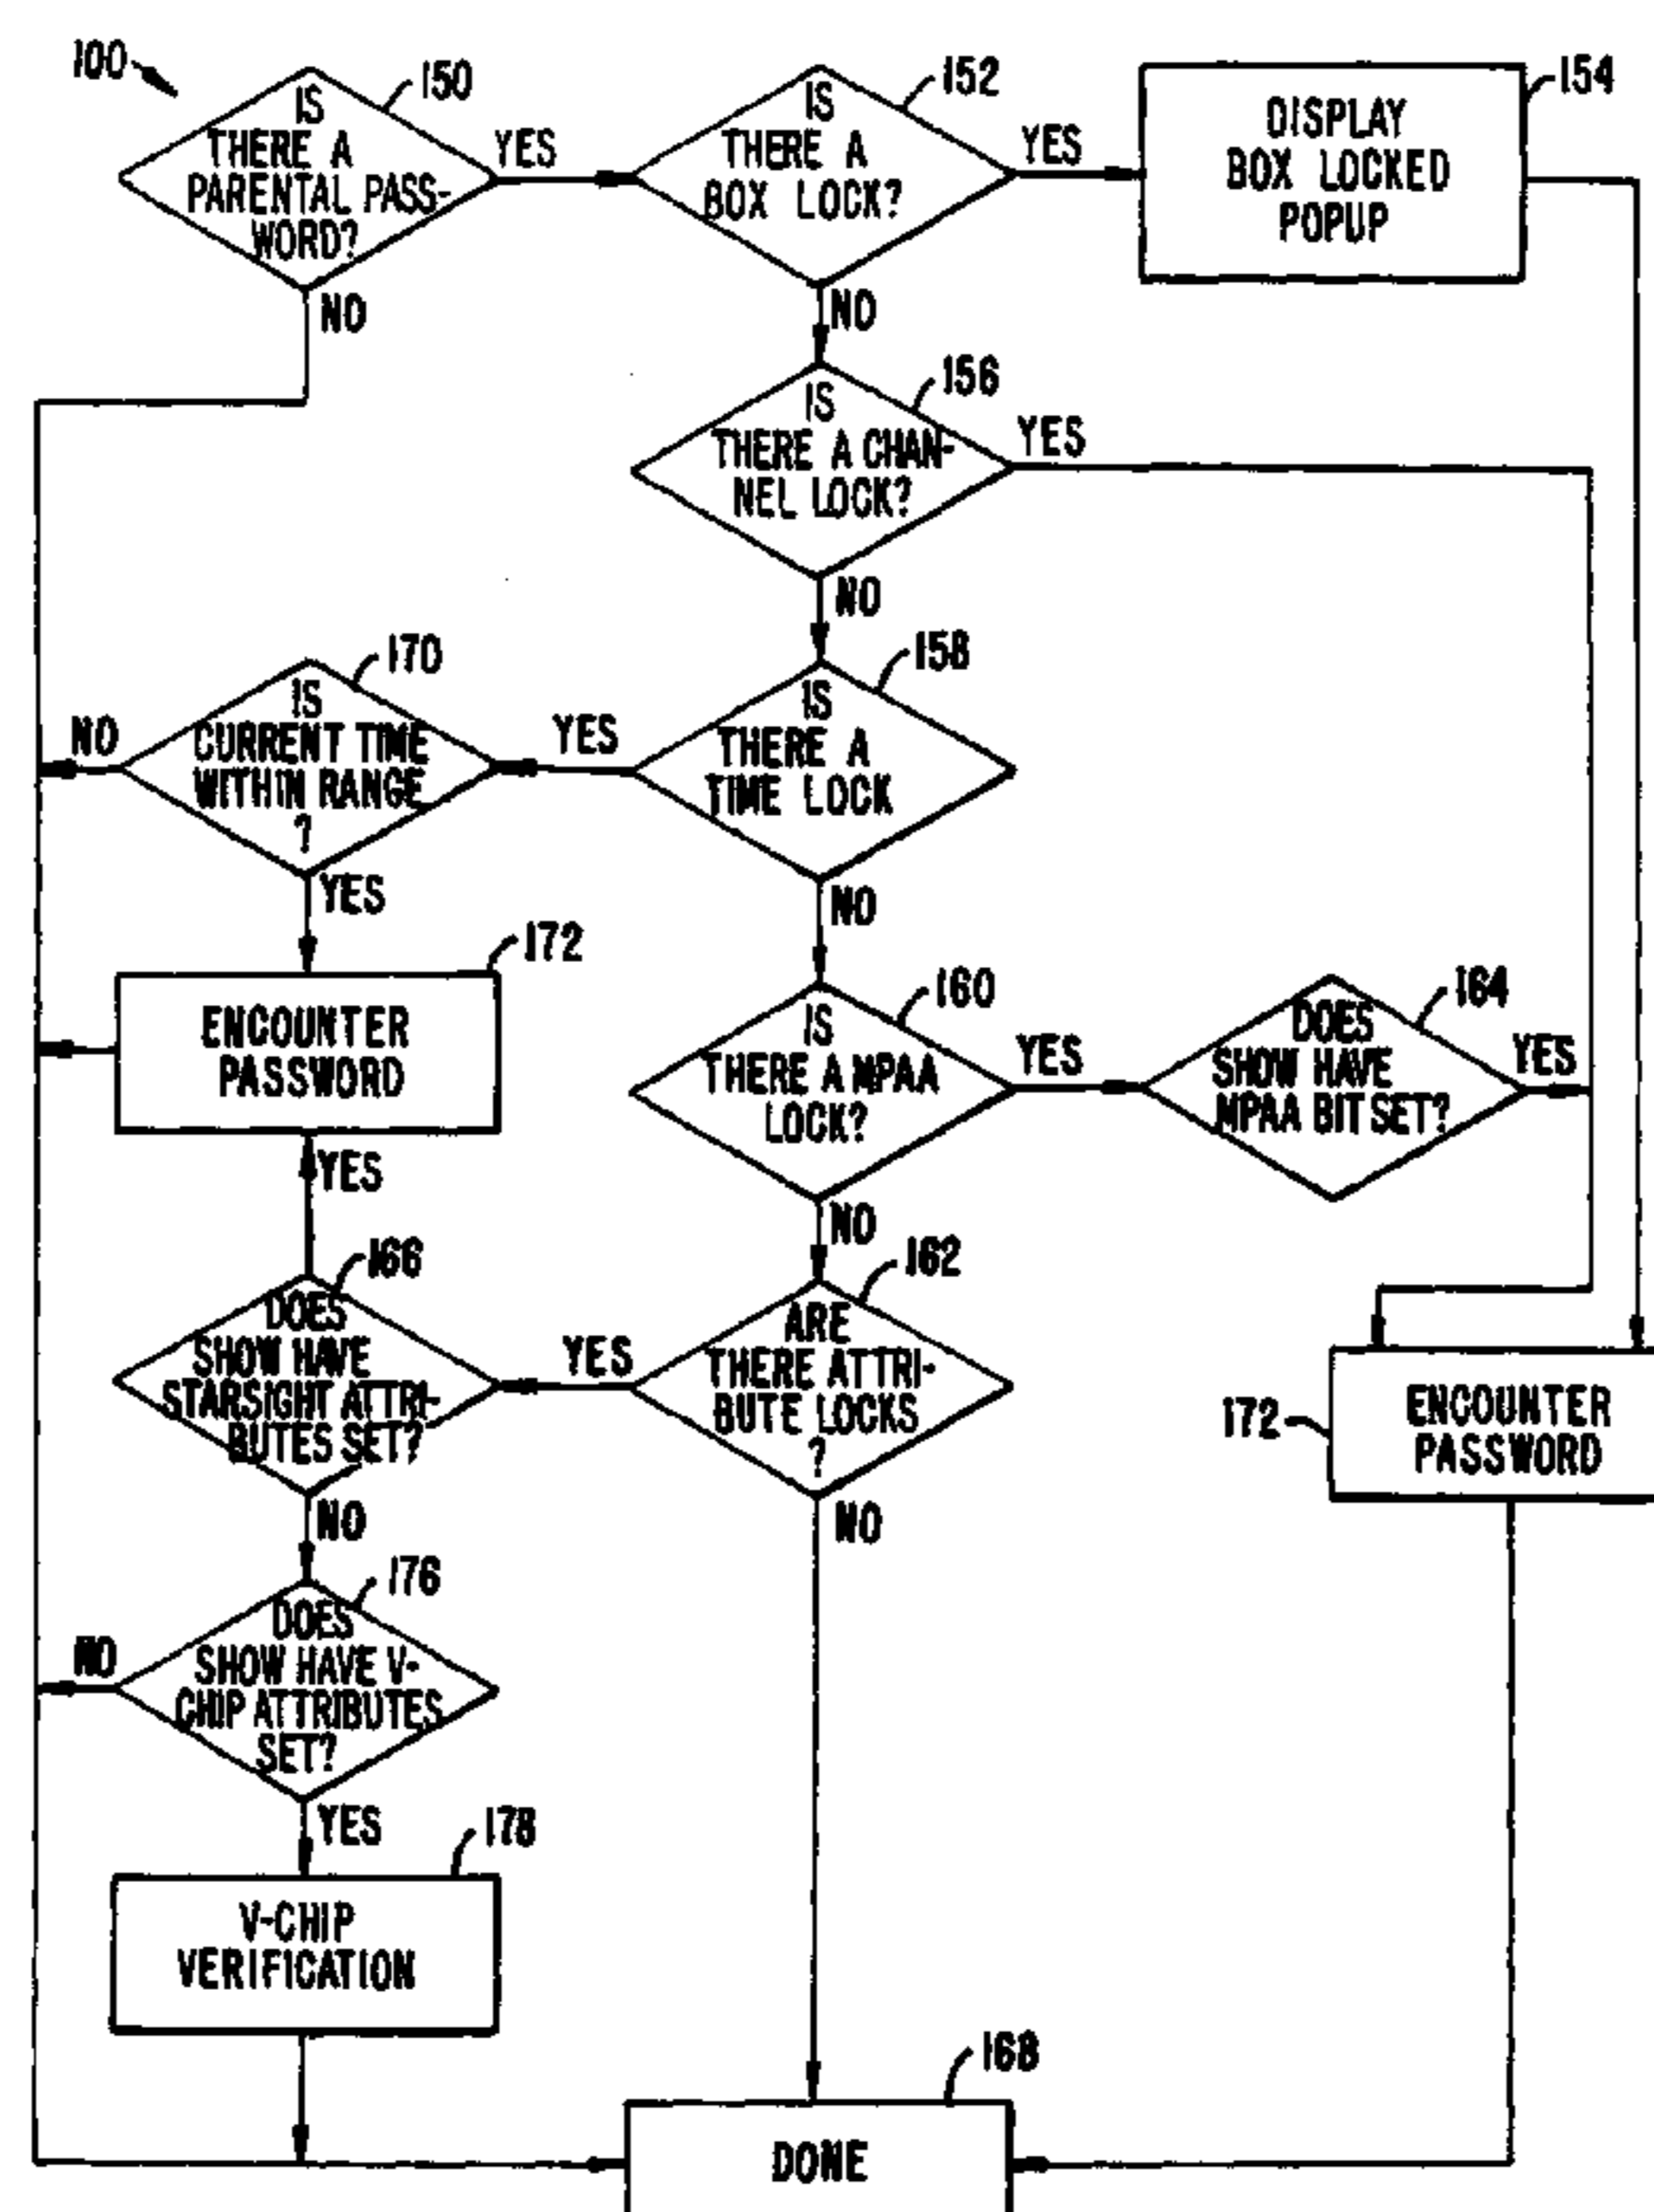 100
150
IS
THERE A
PARENTAL PASS-
WORD?
YES
NO
152
IS
THERE A
BOX LOCK?
YES
NO
154
DISPLAY
BOX LOCKED
POPUP
156
IS
THERE A CHAN-
NEL LOCK?
YES
NO
170
IS
CURRENT TIME
WITHIN RANGE
?
NO
YES
158
IS
THERE A
TIME LOCK
YES
NO
172
ENCOUNTER
PASSWORD
160
IS
THERE A MPAA
LOCK?
YES
NO
164
DOES
SHOW HAVE
MPAA BIT SET?
YES
YES
166
DOES
SHOW HAVE
STARSIGHT ATTRI-
BUTES SET?
NO
162
ARE
THERE ATTRI-
BUTE LOCKS
?
YES
NO
172
ENCOUNTER
PASSWORD
176
DOES
SHOW HAVE V-
CHIP ATTRIBUTES
SET?
NO
YES
178
V-CHIP
VERIFICATION
168
DONE